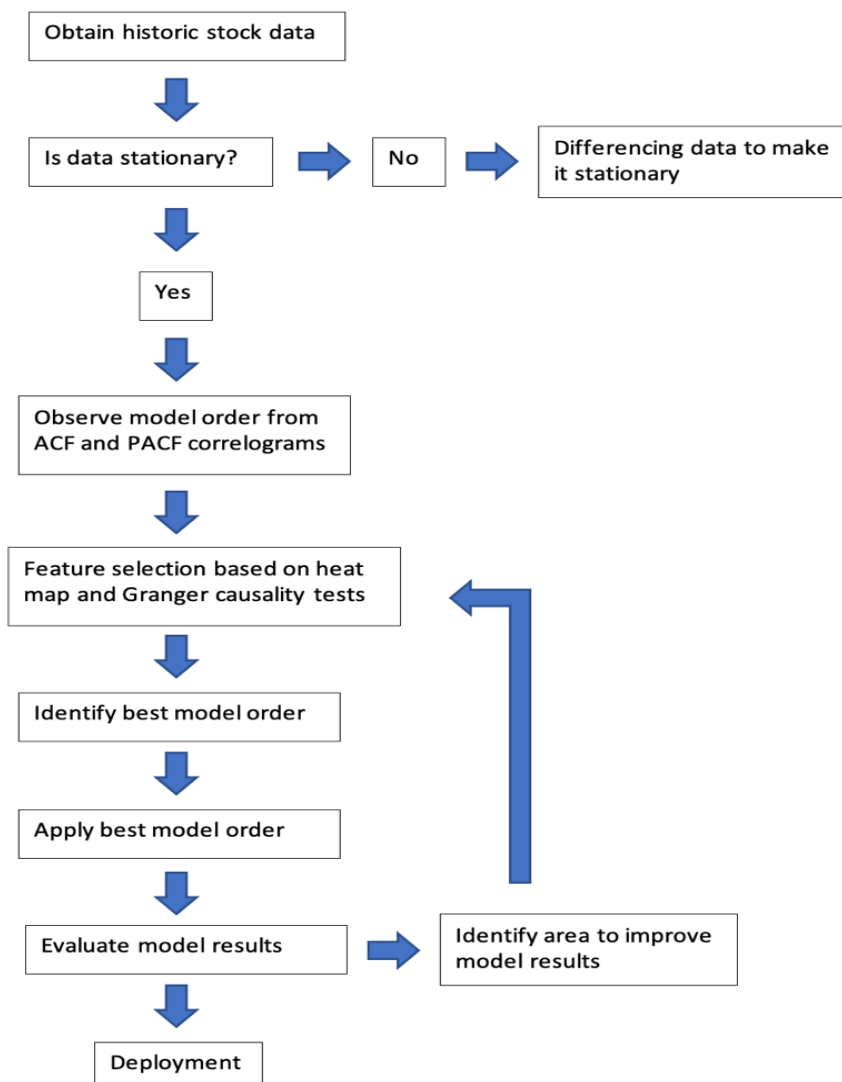 Obtain historic stock data
Is data stationary?
No
Differencing data to make
it stationary
Yes
Observe model order from
ACF and PACF correlograms
Feature selection based on heat
map and Granger causality tests
Identify best model order
Apply best model order
Evaluate model results
Identify area to improve
model results
Deployment